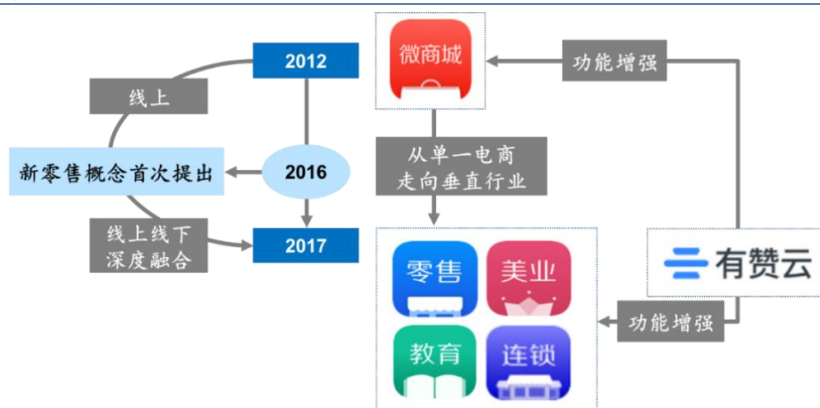 2012
微商城
功能增强
线上
从单一电商
走向垂直行业
新零售概念首次提出
2016
线上线下
深度融合
2017
零售
美业
有赞云
功能增强
教育
连锁